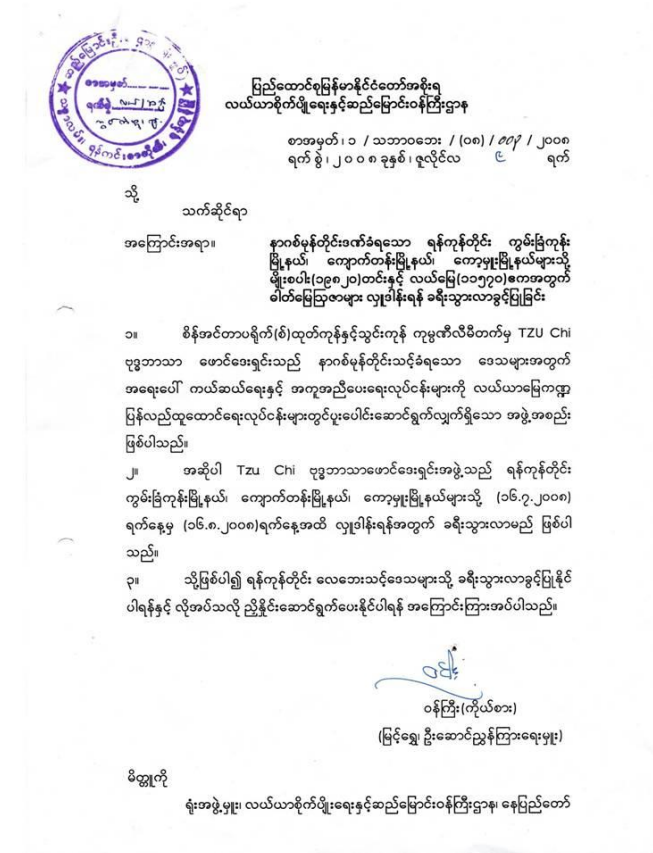 ပြည်ထောင်စုမြန်မာနိုင်ငံတော်အစိုးရ
လယ်ယာစိုက်ပျိုးရေးနှင့်ဆည်မြောင်းဝန်ကြီးဌာန
စာအမှတ်၊ ၁ / သဘာဝဘေး / (၀၈) / / ၂၀၀၈
ရက်စွဲ၊ ၂၀၀၈ ခုနှစ်၊ ဇူလိုင်လ ၉ ရက်
သို့
သက်ဆိုင်ရာ
အကြောင်းအရာ။ နာဂစ်မုန်တိုင်းဒဏ်ခံရသော ရန်ကုန်တိုင်း ကွမ်းခြံကုန်း
မြို့နယ်၊ ကျောက်တန်းမြို့နယ်၊ ကော့မှူးမြို့နယ်များသို့
မျိုးစပါး(၁၉၈၂၀)တင်းနှင့် လယ်မြေ(၁၁၅၇၀)ဧကအတွက်
ဓါတ်မြေသြဇာများ လှူဒါန်းရန် ခရီးသွားလာခွင့်ပြုခြင်း
၁။ စိန်အင်တာပရိုက်(စ်)ထုတ်ကုန်နှင့်သွင်းကုန် ကုမ္ပဏီလီမိတက်မှ TZU Chi
ဗုဒ္ဓဘာသာ ဖောင်ဒေးရှင်းသည် နာဂစ်မုန်တိုင်းသင့်ခံရသော ဒေသများအတွက်
အရေးပေါ် ကယ်ဆယ်ရေးနှင့် အကူအညီပေးရေးလုပ်ငန်းများကို လယ်ယာမြေကဏ္ဍ
ပြန်လည်ထူထောင်ရေးလုပ်ငန်းများတွင်ပူးပေါင်းဆောင်ရွက်လျှက်ရှိသော အဖွဲ့အစည်း
ဖြစ်ပါသည်။
၂။ အဆိုပါ Tzu Chi ဗုဒ္ဓဘာသာဖောင်ဒေးရှင်းအဖွဲ့သည် ရန်ကုန်တိုင်း
ကွမ်းခြံကုန်းမြို့နယ်၊ ကျောက်တန်းမြို့နယ်၊ ကော့မှူးမြို့နယ်များသို့ (၁၆.၇.၂၀၀၈)
ရက်နေ့မှ (၁၆.၈.၂၀၀၈)ရက်နေ့အထိ လှူဒါန်းရန်အတွက် ခရီးသွားလာမည် ဖြစ်ပါ
သည်။
၃။ သို့ဖြစ်ပါ၍ ရန်ကုန်တိုင်း လေဘေးသင့်ဒေသများသို့ ခရီးသွားလာခွင့်ပြုနိုင်
ပါရန်နှင့် လိုအပ်သလို ညှိနှိုင်းဆောင်ရွက်ပေးနိုင်ပါရန် အကြောင်းကြားအပ်ပါသည်။
ဝန်ကြီး(ကိုယ်စား)
(မြင့်ရွှေ၊ ဦးဆောင်ညွှန်ကြားရေးမှူး)
မိတ္တူကို
ရုံးအဖွဲ့မှူး၊ လယ်ယာစိုက်ပျိုးရေးနှင့်ဆည်မြောင်းဝန်ကြီးဌာန၊ နေပြည်တော်